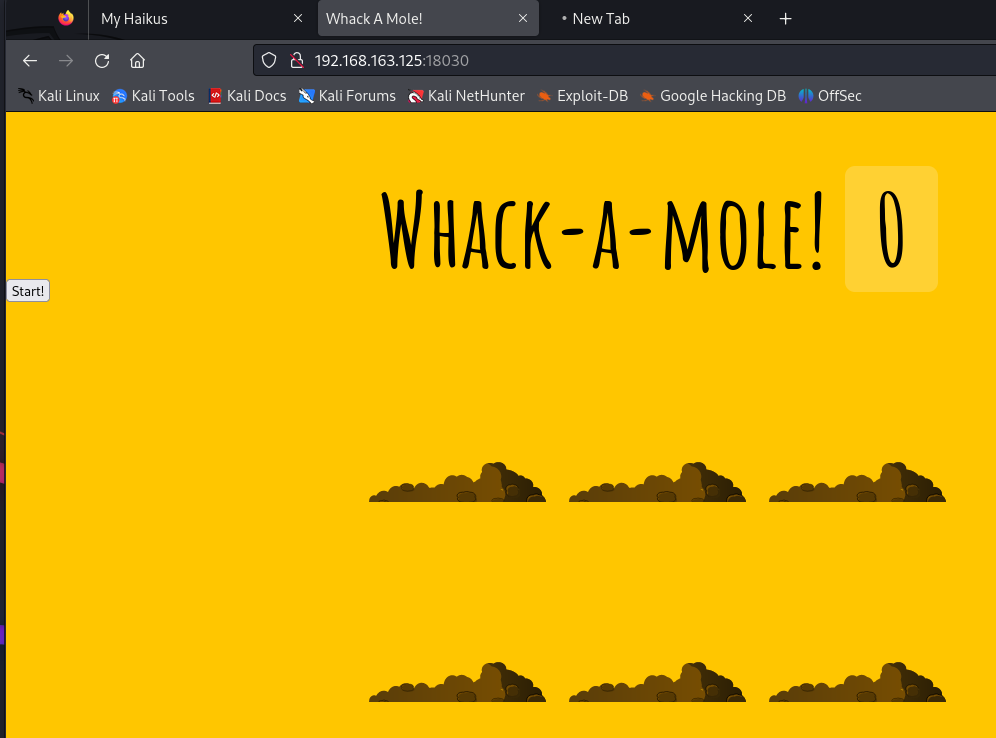 My Haikus
Whack A Mole!
New Tab
192.168.163.125:18030
Kali Linux
Kali Tools
Kali Docs
Kali Forums
Kali NetHunter
Exploit-DB
Google Hacking DB
OffSec
Whack-a-mole! 0
Start!